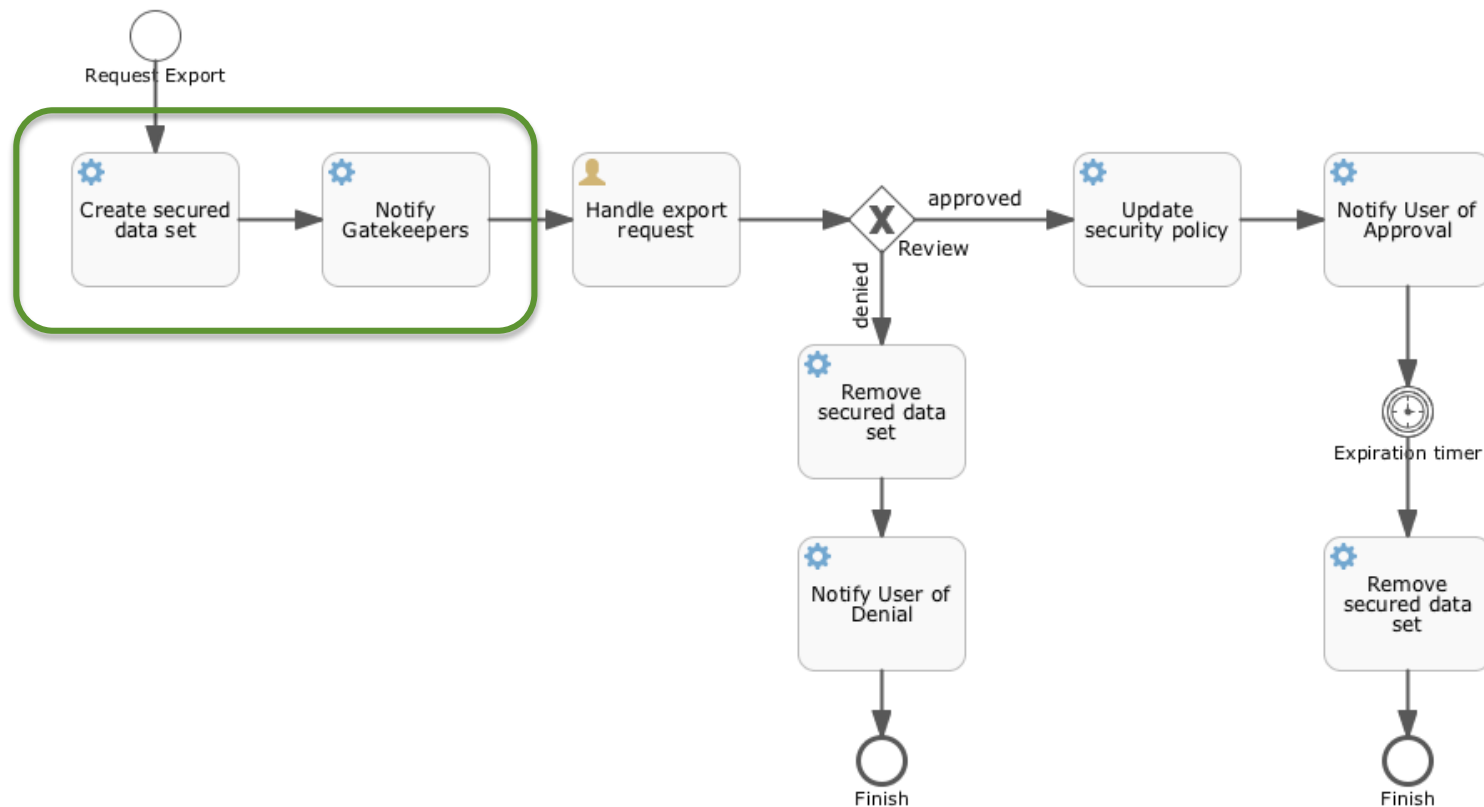 Request Export
Create secured
data set
Notify
Gatekeepers
Handle export
request
Review
approved
denied
Update
security policy
Notify User of
Approval
Remove
secured data
set
Notify User of
Denial
Finish
Expiration timer
Remove
secured data
set
Finish